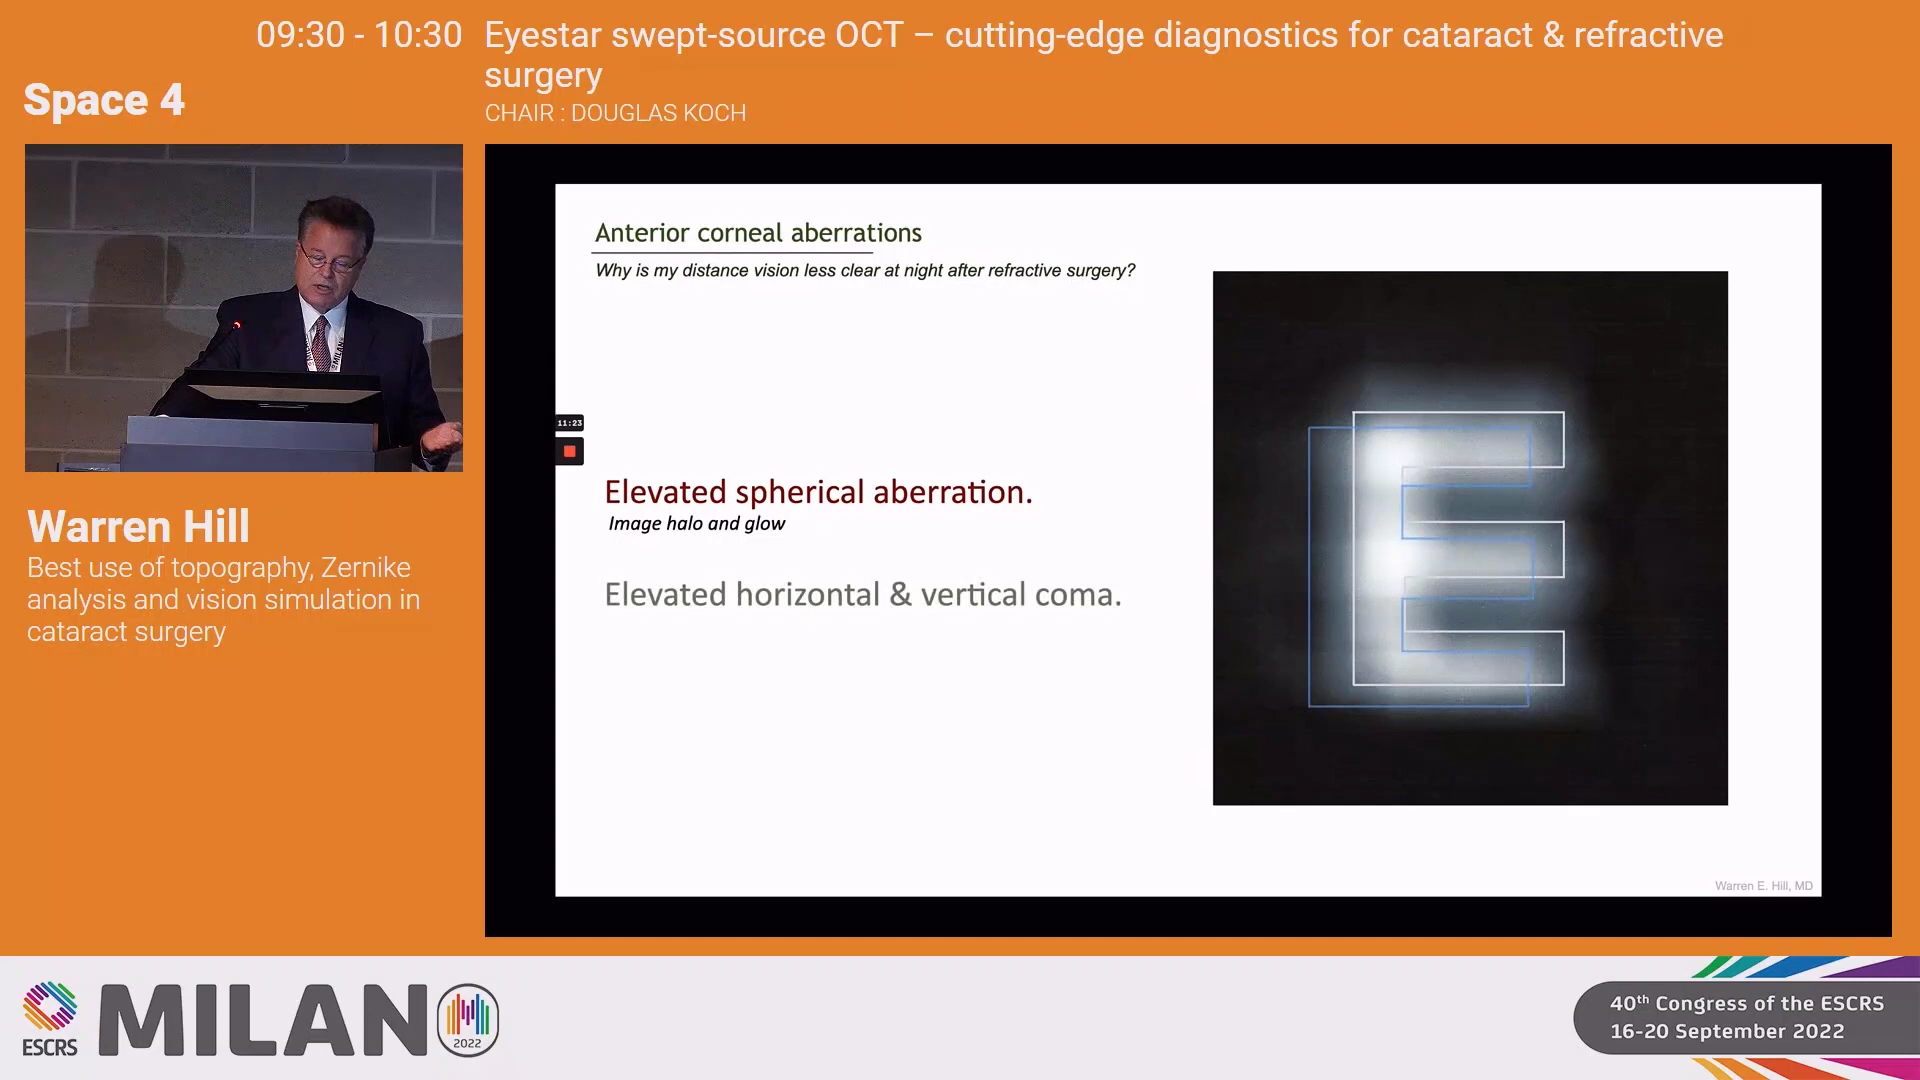 09:30 - 10:30
Eyestar swept-source OCT – cutting-edge diagnostics for cataract & refractive
surgery
CHAIR : DOUGLAS KOCH
Space 4
Warren Hill
Best use of topography, Zernike
analysis and vision simulation in
cataract surgery
Anterior corneal aberrations
Why is my distance vision less clear at night after refractive surgery?
11:23
Elevated spherical aberration.
Image halo and glow
Elevated horizontal & vertical coma.
E
Warren E. Hill, MD
MILAN
ESCRS
MILANO
2022
40th Congress of the ESCRS
16-20 September 2022